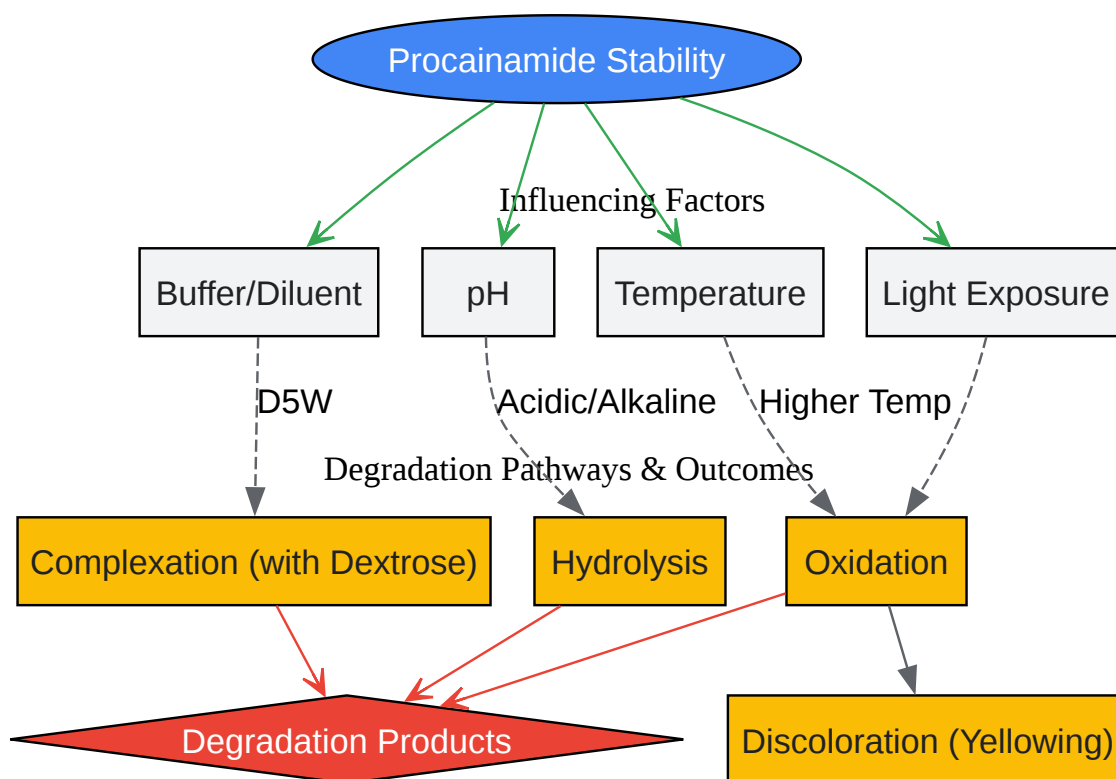 Procainamide Stability
Influencing Factors
Buffer/Diluent
pH
Temperature
Light Exposure
D5W
Acidic/Alkaline
Higher Temp
Degradation Pathways & Outcomes
Complexation (with Dextrose)
Hydrolysis
Oxidation
Degradation Products
Discoloration (Yellowing)